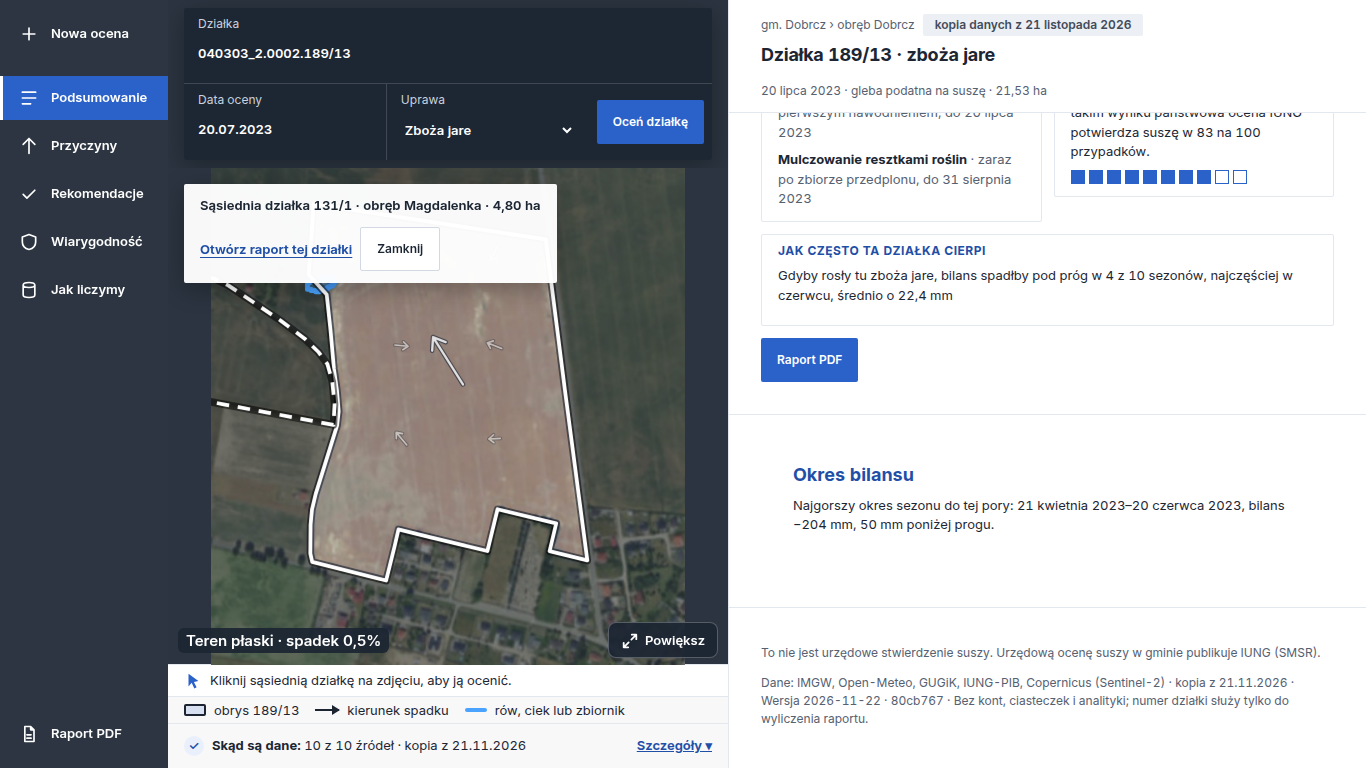 Nowa ocena
Podsumowanie
Przyczyny
Rekomendacje
Wiarygodność
Jak liczymy
Raport PDF
Działka
040303_2.0002.189/13
Data oceny
20.07.2023
Uprawa
Zboża jare
Oceń działkę
Sąsiednia działka 131/1 · obręb Magdalenka · 4,80 ha
Otwórz raport tej działki
Zamknij
Teren płaski · spadek 0,5%
Powiększ
Kliknij sąsiednią działkę na zdjęciu, aby ją ocenić.
obrys 189/13
kierunek spadku
rów, ciek lub zbiornik
Skąd są dane: 10 z 10 źródeł · kopia z 21.11.2026
Szczegóły ▾
gm. Dobrcz › obręb Dobrcz
kopia danych z 21 listopada 2026
Działka 189/13 · zboża jare
20 lipca 2023 · gleba podatna na suszę · 21,53 ha
pierwszym nawodnieniem, do 20 lipca
2023
Mulczowanie resztkami roślin · zaraz
po zbiorze przedplonu, do 31 sierpnia
2023
takim wyniku państwowa ocena IUNG
potwierdza suszę w 83 na 100
przypadków.
JAK CZĘSTO TA DZIAŁKA CIERPI
Gdyby rosły tu zboża jare, bilans spadłby pod próg w 4 z 10 sezonów, najczęściej w
czerwcu, średnio o 22,4 mm
Raport PDF
Okres bilansu
Najgorszy okres sezonu do tej pory: 21 kwietnia 2023–20 czerwca 2023, bilans
−204 mm, 50 mm poniżej progu.
To nie jest urzędowe stwierdzenie suszy. Urzędową ocenę suszy w gminie publikuje IUNG (SMSR).
Dane: IMGW, Open-Meteo, GUGiK, IUNG-PIB, Copernicus (Sentinel-2) · kopia z 21.11.2026 ·
Wersja 2026-11-22 · 80cb767 · Bez kont, ciasteczek i analityki; numer działki służy tylko do
wyliczenia raportu.